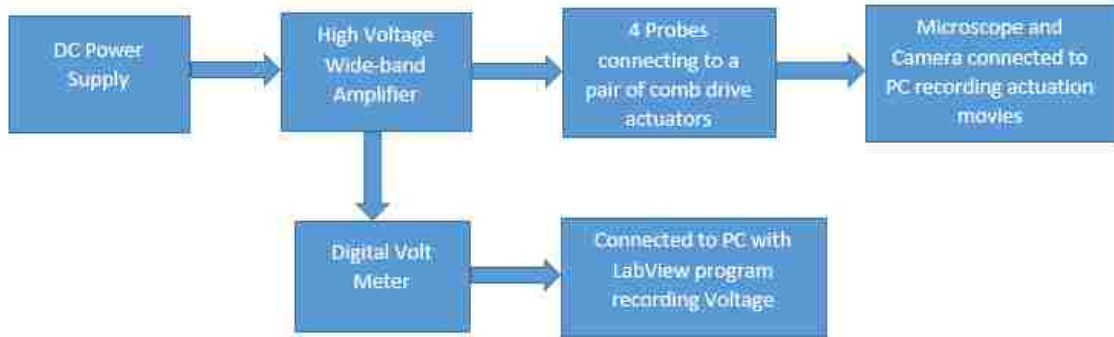 DC Power
Supply
High Voltage
Wide-band
Amplifier
4 Probes
connecting to a
pair of comb drive
actuators
Microscope and
Camera connected to
PC recording actuation
movies
Digital Volt
Meter
Connected to PC with
LabView program
recording Voltage